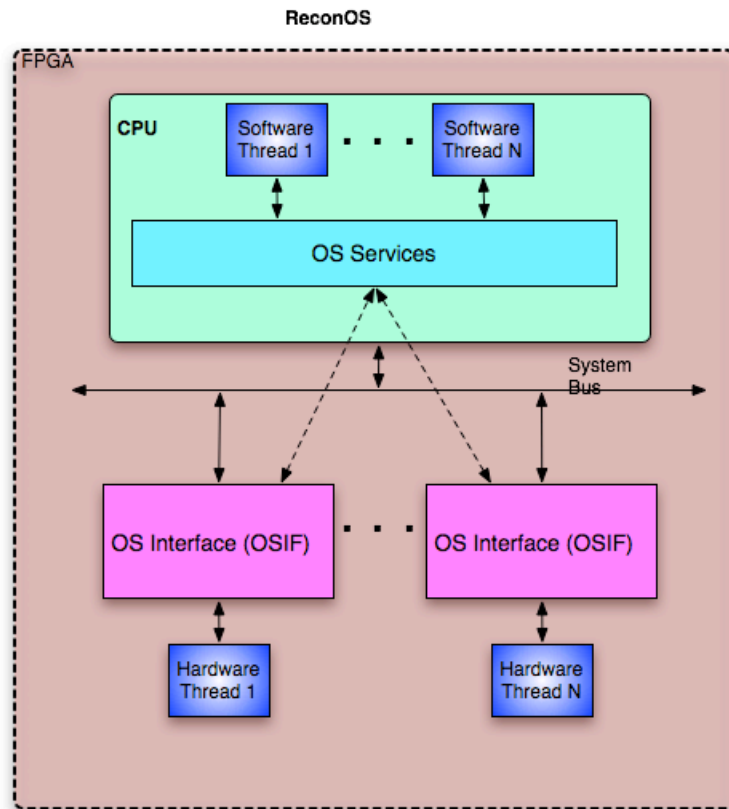 ReconOS
FPGA
CPU
Software
Thread 1
. . .
Software
Thread N
OS Services
System
Bus
OS Interface (OSIF)
. . .
OS Interface (OSIF)
Hardware
Thread 1
Hardware
Thread N